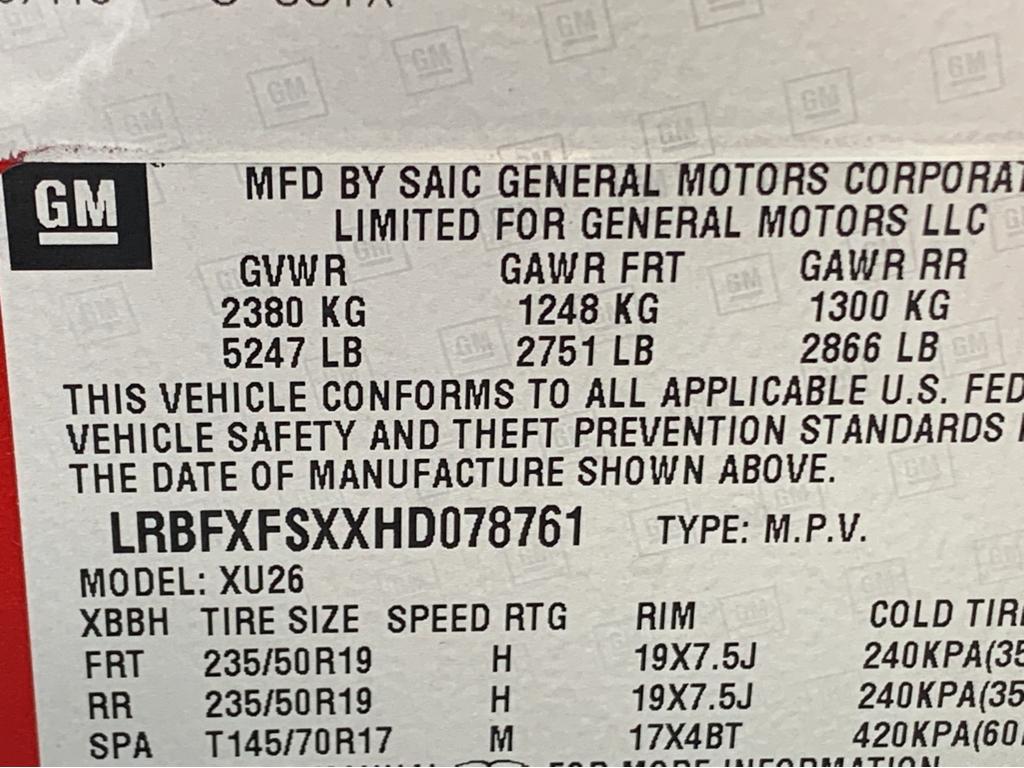 GM
MFD BY SAIC GENERAL MOTORS
LIMITED FOR GENERAL MOTORS LLC
GVWR GAWR FRT GAWR RR
2380 KG 1248 KG 1300 KG
5247 LB 2751 LB 2866 LB
THIS VEHICLE CONFORMS TO ALL APPLICABLE U.S. FED
VEHICLE SAFETY AND THEFT PREVENTION STANDARDS
THE DATE OF MANUFACTURE SHOWN ABOVE.
LRBFXFSXXHD078761 TYPE: M.P.V.
MODEL: XU26
XBBH TIRE SIZE SPEED RTG RIM COLD TIR
FRT 235/50R19 H 19X7.5J 240KPA(35
RR 235/50R19 H 19X7.5J 240KPA(35
SPA T145/70R17 M 17X4BT 420KPA(60
FOR MORE INFORMATION